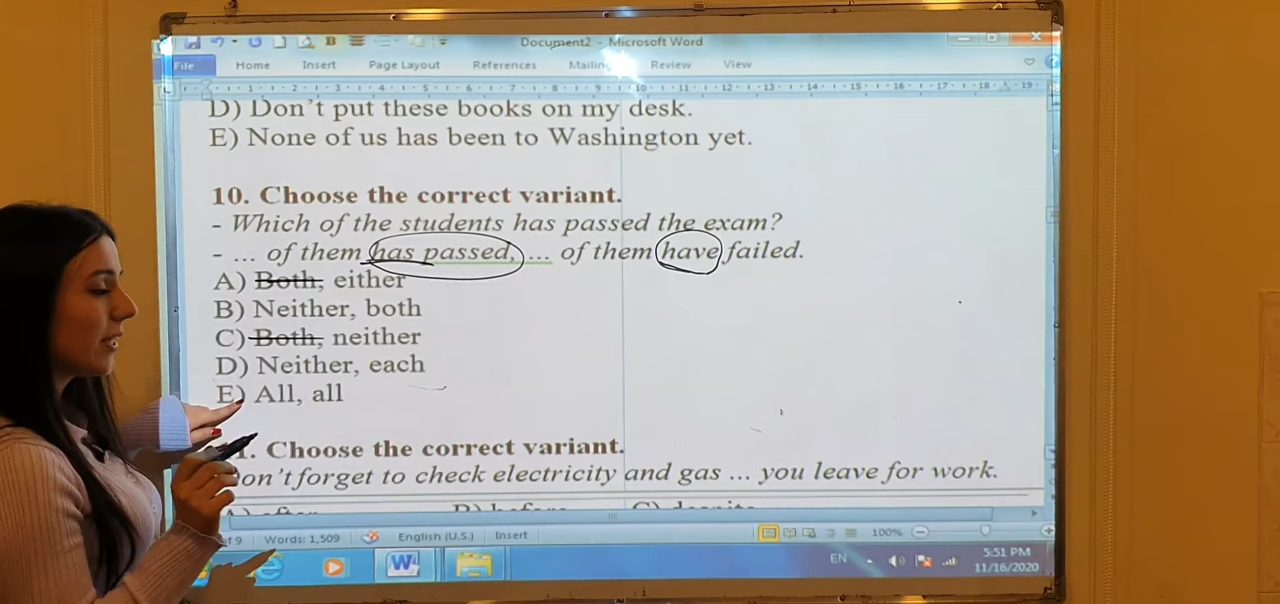 Document2 - Microsoft Word
File Home Insert Page Layout References Mailing Review View
D) Don't put these books on my desk.
E) None of us has been to Washington yet.
10. Choose the correct variant.
- Which of the students has passed the exam?
- ... of them has passed, ... of them have failed.
A) Both, either
B) Neither, both
C) Both, neither
D) Neither, each
E) All, all
. Choose the correct variant.
on't forget to check electricity and gas ... you leave for work.
of 9 Words: 1,509 English (U.S.) Insert 100%
EN 5:51 PM
11/16/2020